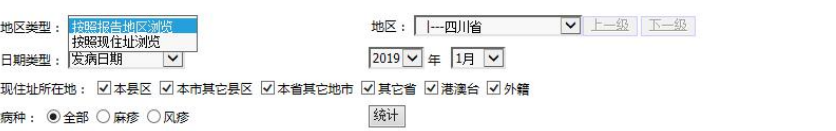 地区类型： 按照报告地区浏览 地区： |---四川省 上一级 下一级
按照现住址浏览
日期类型： 发病日期 2019 年 1月
现住址所在地： 本县区 本市其它县区 本省其它地市 其它省 港澳台 外籍
病种： 全部 麻疹 风疹 统计